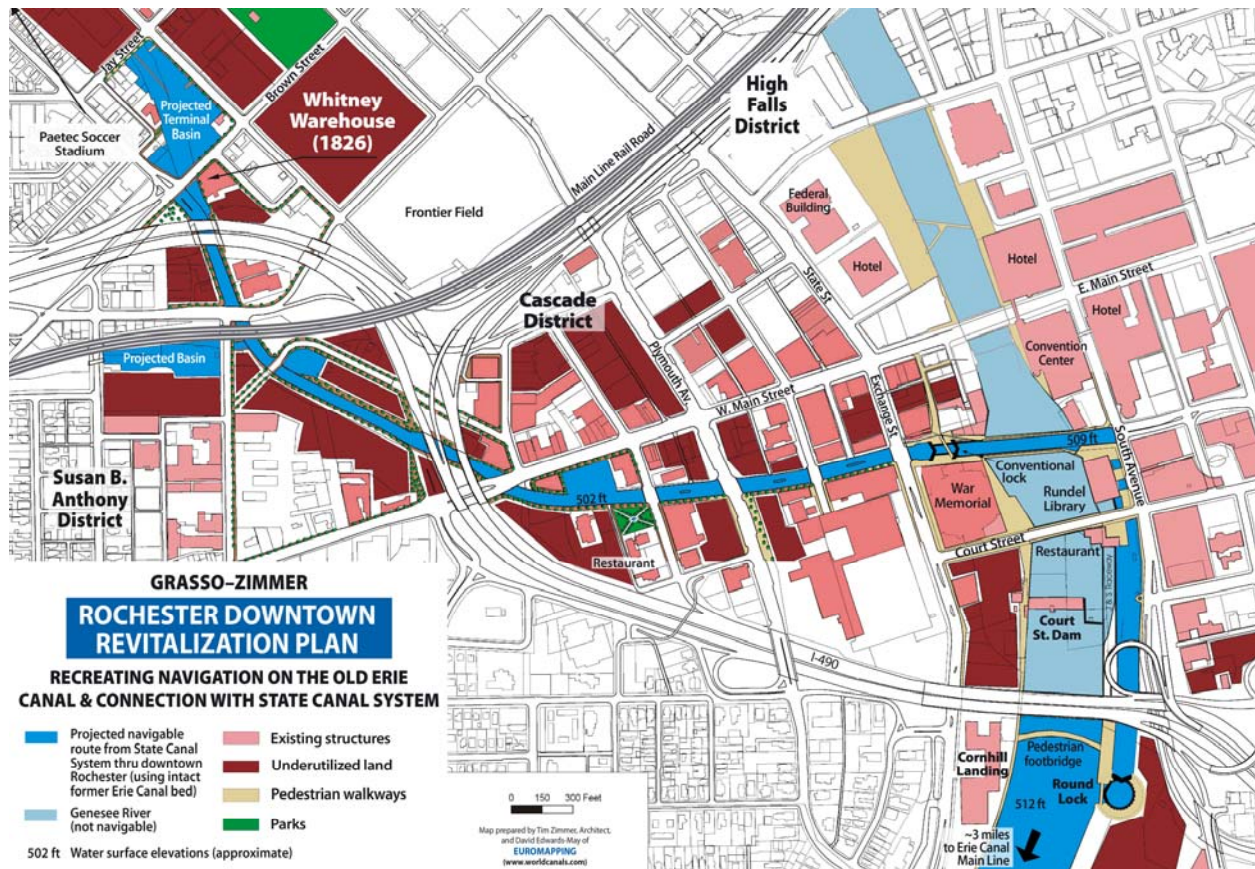 Jay Street
Brown Street
Projected
Terminal
Basin
Paetec Soccer
Stadium
Whitney
Warehouse
(1826)
Main Line Rail Road
High
Falls
District
Frontier Field
Federal
Building
Hotel
State St
Hotel
E. Main Street
Hotel
Cascade
District
Convention
Center
Projected Basin
Plymouth Av.
W. Main Street
Exchange St
South Avenue
509 ft
Susan B.
Anthony
District
502 ft
War
Memorial
Conventional
lock
Rundel
Library
Court Street
Restaurant
Restaurant
J & S Raceway
Court
St. Dam
I-490
Cornhill
Landing
Pedestrian
footbridge
Round
Lock
512 ft
~3 miles
to Erie Canal
Main Line
GRASSO–ZIMMER
ROCHESTER DOWNTOWN
REVITALIZATION PLAN
RECREATING NAVIGATION ON THE OLD ERIE
CANAL & CONNECTION WITH STATE CANAL SYSTEM
Projected navigable
route from State Canal
System thru downtown
Rochester (using intact
former Erie Canal bed)
Genesee River
(not navigable)
502 ft Water surface elevations (approximate)
Existing structures
Underutilized land
Pedestrian walkways
Parks
0 150 300 Feet
Map prepared by Tim Zimmer, Architect,
and David Edwards-May of
EUROMAPPING
(www.worldcanals.com)